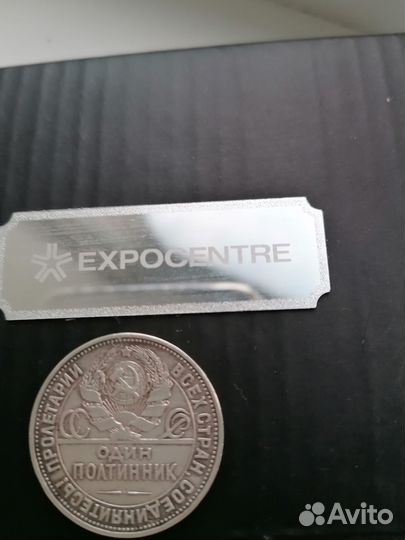 EXPOCENTRE
ПРОЛЕТАРИИ ВСЕХ СТРАН, СОЕДИНЯЙТЕСЬ!
ОДИН
ПОЛТИННИК
Avito